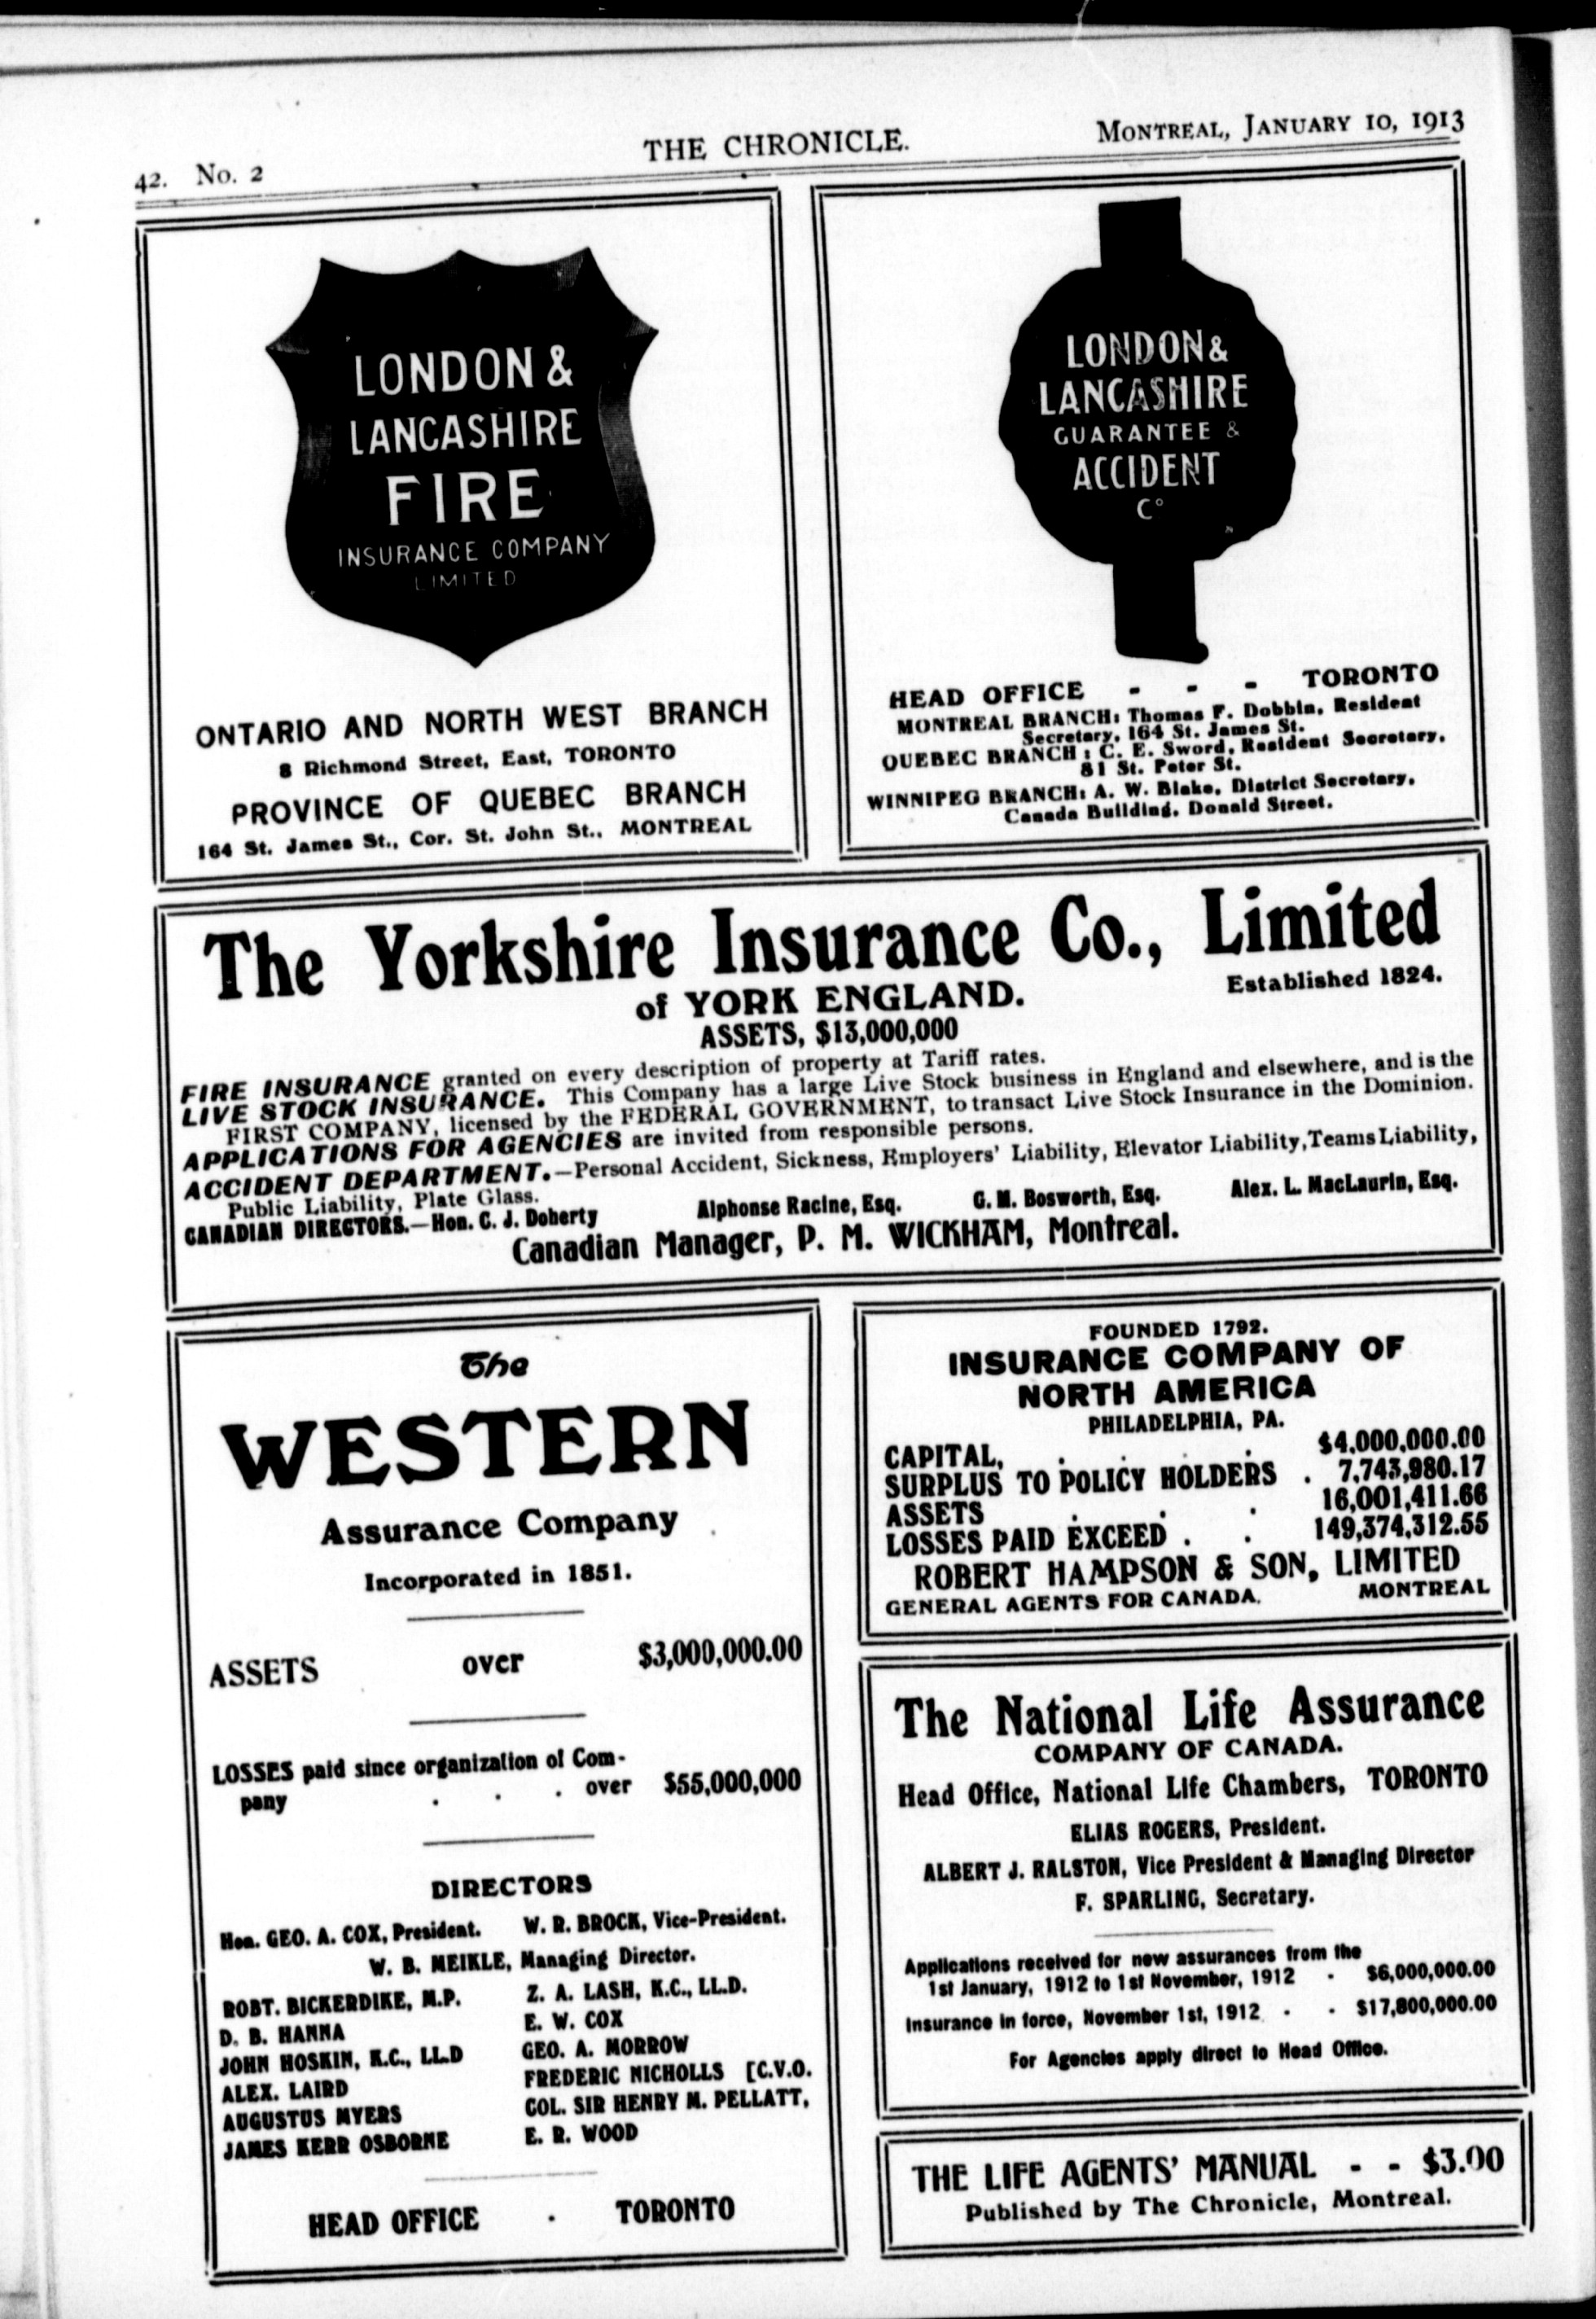 42. No. 2
THE CHRONICLE.
MONTREAL, JANUARY 10, 1913
LONDON &
LANCASHIRE
FIRE
INSURANCE COMPANY
LIMITED
ONTARIO AND NORTH WEST BRANCH
8 Richmond Street, East, TORONTO
PROVINCE OF QUEBEC BRANCH
164 St. James St., Cor. St. John St., MONTREAL
LONDON &
LANCASHIRE
GUARANTEE &
ACCIDENT
Co
HEAD OFFICE - - - TORONTO
MONTREAL BRANCH: Thomas F. Dobbin, Resident
Secretary, 164 St. James St.
QUEBEC BRANCH: C. E. Sword, Resident Secretary,
81 St. Peter St.
WINNIPEG BRANCH: A. W. Blake, District Secretary,
Canada Building, Donald Street.
The Yorkshire Insurance Co., Limited
of YORK ENGLAND.
Established 1824.
ASSETS, $13,000,000
FIRE INSURANCE granted on every description of property at Tariff rates.
LIVE STOCK INSURANCE. This Company has a large Live Stock business in England and elsewhere, and is the
FIRST COMPANY, licensed by the FEDERAL GOVERNMENT, to transact Live Stock Insurance in the Dominion.
APPLICATIONS FOR AGENCIES are invited from responsible persons.
ACCIDENT DEPARTMENT.—Personal Accident, Sickness, Employers' Liability, Elevator Liability, Teams Liability,
Public Liability, Plate Glass.
CANADIAN DIRECTORS.—Hon. C. J. Doherty Alphonse Racine, Esq. G. M. Bosworth, Esq. Alex. L. MacLaurin, Esq.
Canadian Manager, P. M. WICKHAM, Montreal.
The
WESTERN
Assurance Company
Incorporated in 1851.
ASSETS over $3,000,000.00
LOSSES paid since organization of Com-
pany . . . over $55,000,000
DIRECTORS
Hon. GEO. A. COX, President. W. R. BROCK, Vice-President.
W. B. MEIKLE, Managing Director.
ROBT. BICKERDIKE, M.P. Z. A. LASH, K.C., LL.D.
D. B. HANNA E. W. COX
JOHN HOSKIN, K.C., LL.D GEO. A. MORROW
ALEX. LAIRD FREDERIC NICHOLLS [C.V.O.
AUGUSTUS MYERS COL. SIR HENRY M. PELLATT,
JAMES KERR OSBORNE E. R. WOOD
HEAD OFFICE . TORONTO
FOUNDED 1792.
INSURANCE COMPANY OF
NORTH AMERICA
PHILADELPHIA, PA.
CAPITAL, . . . $4,000,000.00
SURPLUS TO POLICY HOLDERS . 7,743,980.17
ASSETS . . . 16,001,411.66
LOSSES PAID EXCEED . . 149,374,312.55
ROBERT HAMPSON & SON, LIMITED
GENERAL AGENTS FOR CANADA. MONTREAL
The National Life Assurance
COMPANY OF CANADA.
Head Office, National Life Chambers, TORONTO
ELIAS ROGERS, President.
ALBERT J. RALSTON, Vice President & Managing Director
F. SPARLING, Secretary.
Applications received for new assurances from the
1st January, 1912 to 1st November, 1912 - $6,000,000.00
Insurance in force, November 1st, 1912 - - $17,800,000.00
For Agencies apply direct to Head Office.
THE LIFE AGENTS' MANUAL - - $3.00
Published by The Chronicle, Montreal.